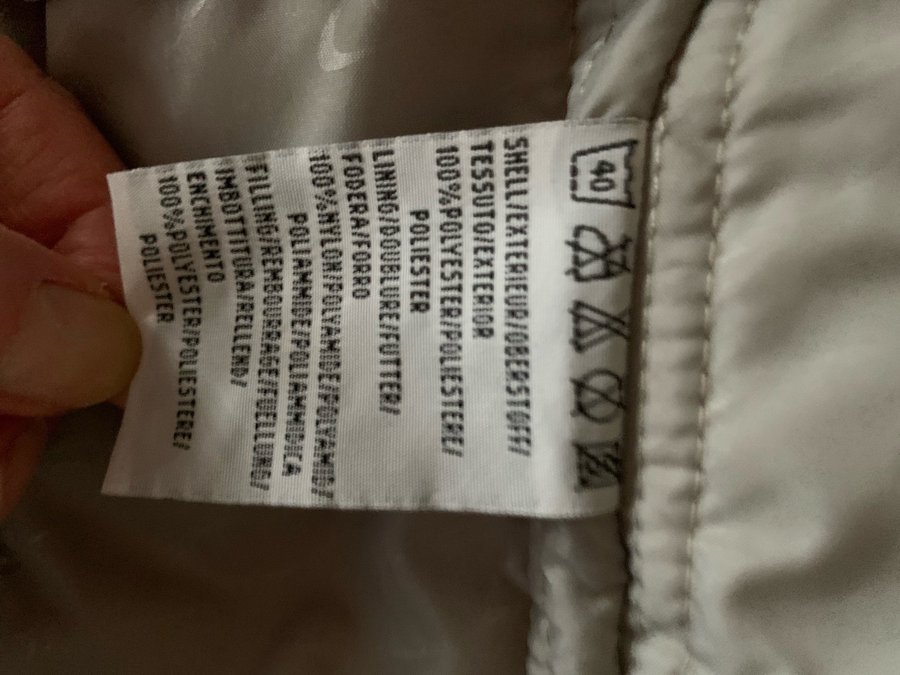 40
SHELL/EXTERIEUR/OBERSTOFF/
TESSUTO/EXTERIOR
100%POLYESTER/POLIESTERE/
POLIESTER
LINING/DOUBLURE/FUTTER/
FODERA/FORRO
100%NYLON/POLYAMIDE/POLYAMID/
POLIAMMIDE/POLIAMMIDICA
FILLING/REMBOURRAGE/FUELLUNG/
IMBOTTITURA/RELLENO/
ENCHIMENTO
100%POLYESTER/POLIESTERE/
POLIESTER